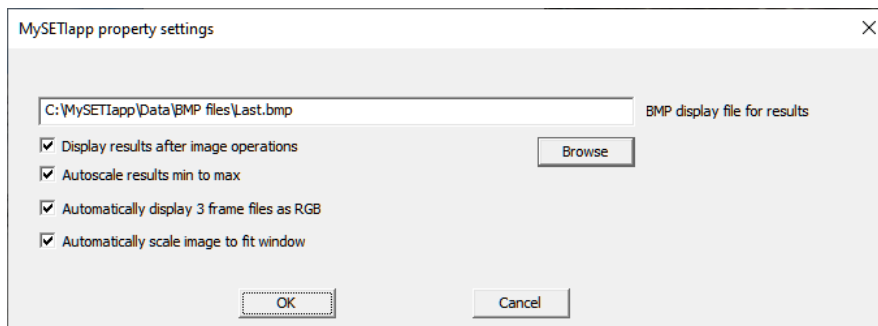 MySETIapp property settings
C:\MySETIapp\Data\BMP files\Last.bmp
BMP display file for results
Display results after image operations
Browse
Autoscale results min to max
Automatically display 3 frame files as RGB
Automatically scale image to fit window
OK
Cancel